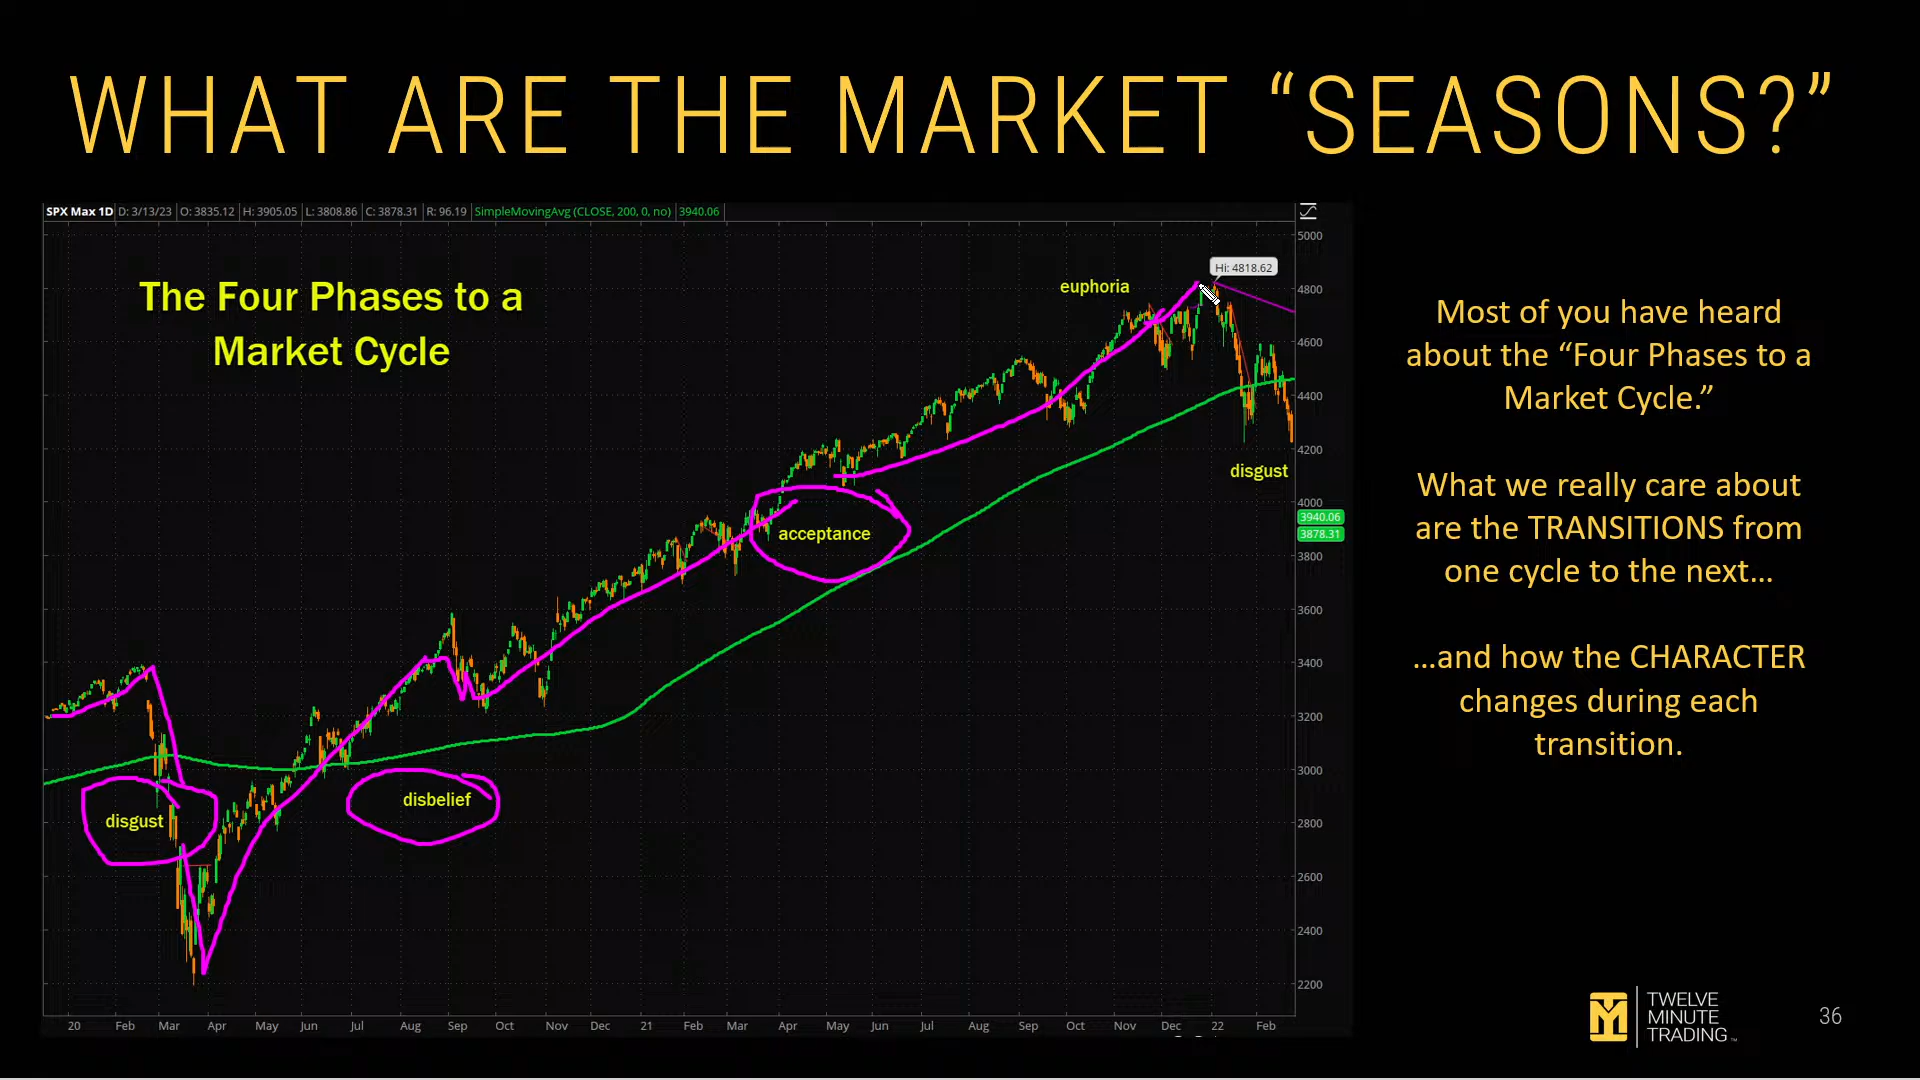 WHAT ARE THE MARKET “SEASONS?”
SPX Max 1D D: 3/13/23 O: 3835.12 H: 3905.05 L: 3808.86 C: 3878.31 R: 96.19 SimpleMovingAvg (CLOSE, 200, 0, no) 3940.06
The Four Phases to a
Market Cycle
euphoria
Hi: 4818.62
disgust
acceptance
disbelief
disgust
5000
4800
4600
4400
4200
4000
3940.06
3878.31
3800
3600
3400
3200
3000
2800
2600
2400
2200
20 Feb Mar Apr May Jun Jul Aug Sep Oct Nov Dec 21 Feb Mar Apr May Jun Jul Aug Sep Oct Nov Dec 22 Feb
Most of you have heard
about the “Four Phases to a
Market Cycle.”
What we really care about
are the TRANSITIONS from
one cycle to the next...
...and how the CHARACTER
changes during each
transition.
TWELVE
MINUTE
TRADING™
36